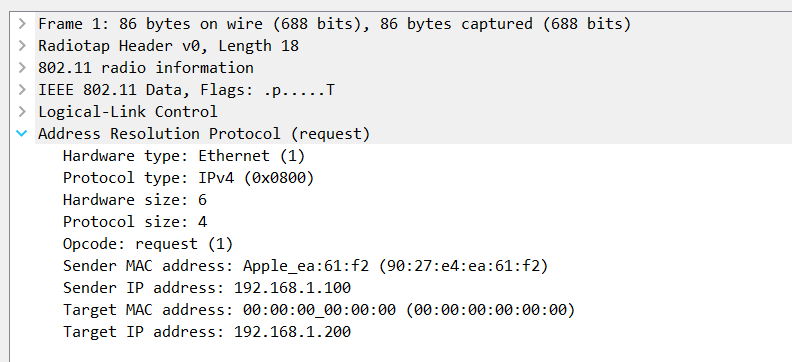 Frame 1: 86 bytes on wire (688 bits), 86 bytes captured (688 bits)
Radiotap Header v0, Length 18
802.11 radio information
IEEE 802.11 Data, Flags: .p.....T
Logical-Link Control
Address Resolution Protocol (request)
Hardware type: Ethernet (1)
Protocol type: IPv4 (0x0800)
Hardware size: 6
Protocol size: 4
Opcode: request (1)
Sender MAC address: Apple_ea:61:f2 (90:27:e4:ea:61:f2)
Sender IP address: 192.168.1.100
Target MAC address: 00:00:00_00:00:00 (00:00:00:00:00:00)
Target IP address: 192.168.1.200